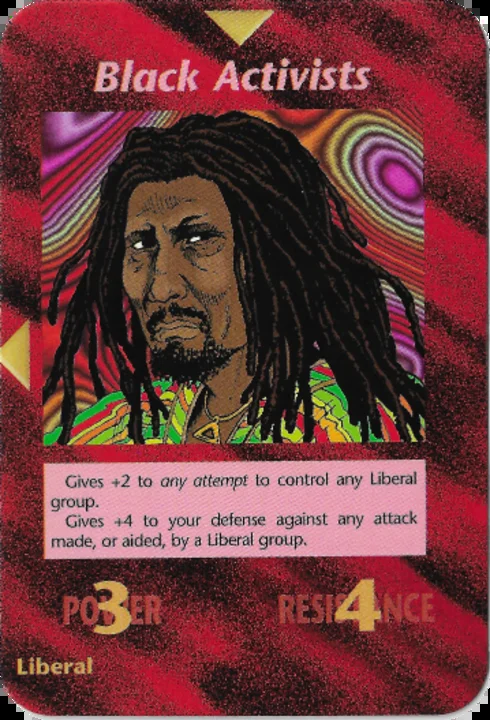 Black Activists
Gives +2 to any attempt to control any Liberal
group.
Gives +4 to your defense against any attack
made, or aided, by a Liberal group.
POWER 3
RESISTANCE 4
Liberal